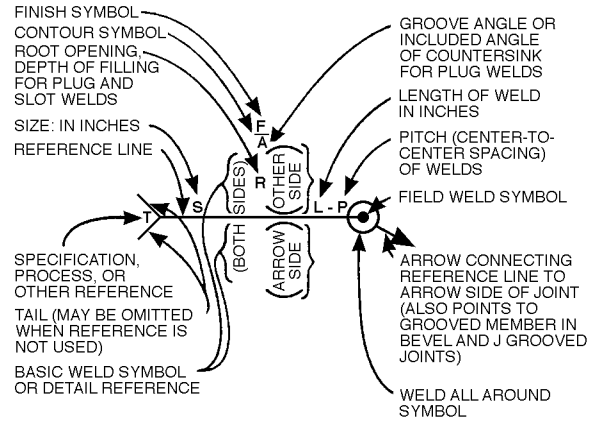 FINISH SYMBOL
CONTOUR SYMBOL
ROOT OPENING,
DEPTH OF FILLING
FOR PLUG AND
SLOT WELDS
SIZE: IN INCHES
REFERENCE LINE
GROOVE ANGLE OR
INCLUDED ANGLE
OF COUNTERSINK
FOR PLUG WELDS
LENGTH OF WELD
IN INCHES
PITCH (CENTER-TO-
CENTER SPACING)
OF WELDS
FIELD WELD SYMBOL
F
A
R
S
L - P
T
(BOTH SIDES)
(OTHER
SIDE)
(ARROW
SIDE)
SPECIFICATION,
PROCESS, OR
OTHER REFERENCE
TAIL (MAY BE OMITTED
WHEN REFERENCE IS
NOT USED)
BASIC WELD SYMBOL
OR DETAIL REFERENCE
ARROW CONNECTING
REFERENCE LINE TO
ARROW SIDE OF JOINT
(ALSO POINTS TO
GROOVED MEMBER IN
BEVEL AND J GROOVED
JOINTS)
WELD ALL AROUND
SYMBOL